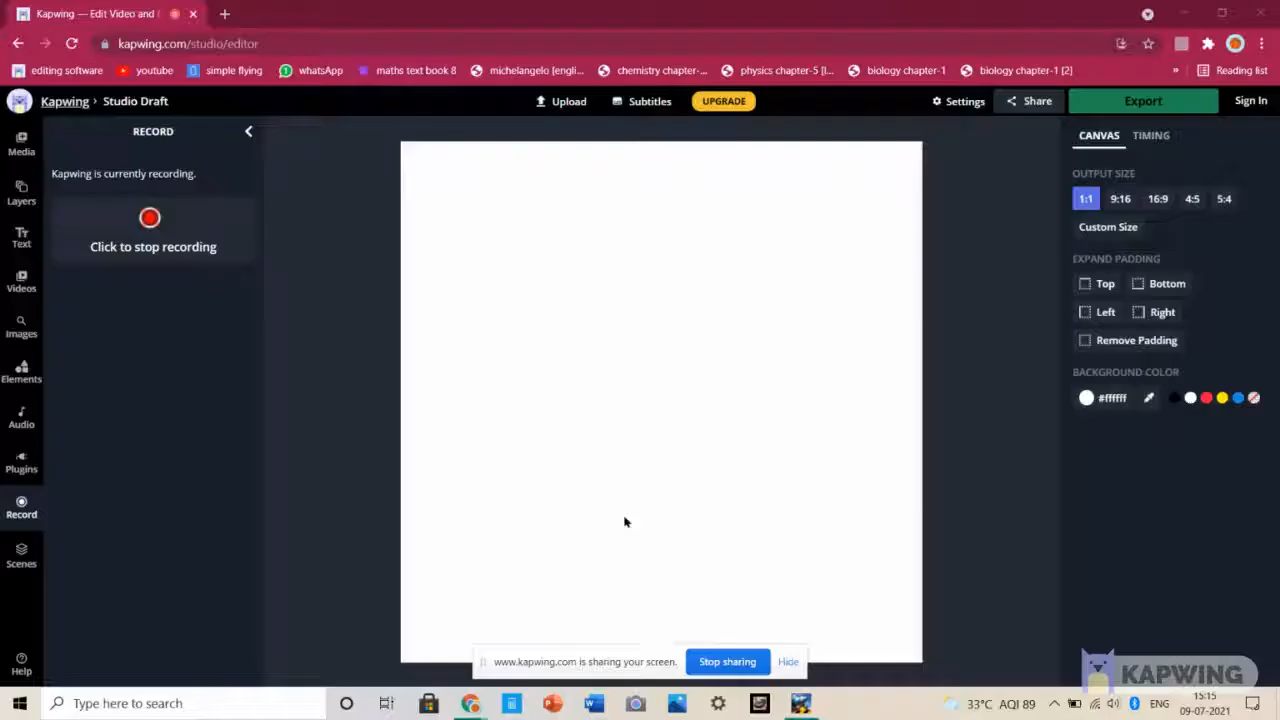 Kapwing — Edit Video and
kapwing.com/studio/editor
editing software
youtube
simple flying
whatsApp
maths text book 8
michelangelo [engli...
chemistry chapter-...
physics chapter-5 [l...
biology chapter-1
biology chapter-1 [2]
»
Reading list
Kapwing > Studio Draft
Upload
Subtitles
UPGRADE
Settings
Share
Export
Sign In
Media
Layers
Text
Videos
Images
Elements
Audio
Plugins
Record
Scenes
Help
RECORD
Kapwing is currently recording.
Click to stop recording
CANVAS
TIMING
OUTPUT SIZE
1:1
9:16
16:9
4:5
5:4
Custom Size
EXPAND PADDING
Top
Bottom
Left
Right
Remove Padding
BACKGROUND COLOR
#ffffff
www.kapwing.com is sharing your screen.
Stop sharing
Hide
KAPWING
Type here to search
33°C AQI 89
ENG
15:15
09-07-2021